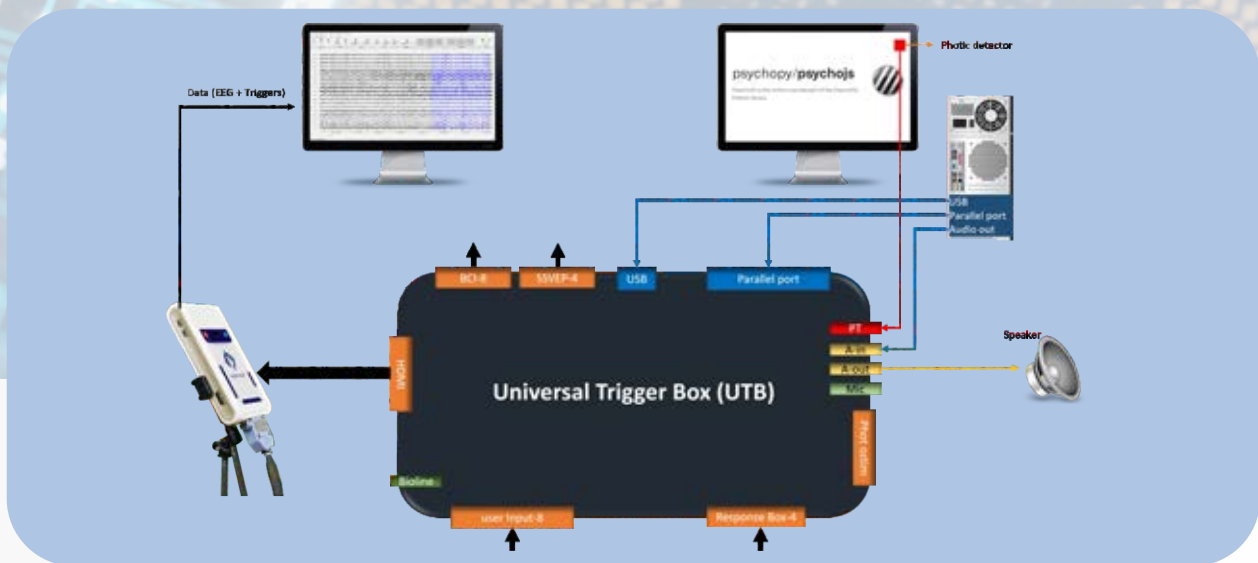 Photic detector
psychopy/psychojs
Data (EEG + Triggers)
USB
Parallel port
Audio out
BCI-8
SSVEP-4
USB
Parallel port
PT
A-in
A-out
Mic
Speaker
HDMI
Universal Trigger Box (UTB)
Bioline
user Input-8
Response Box-4